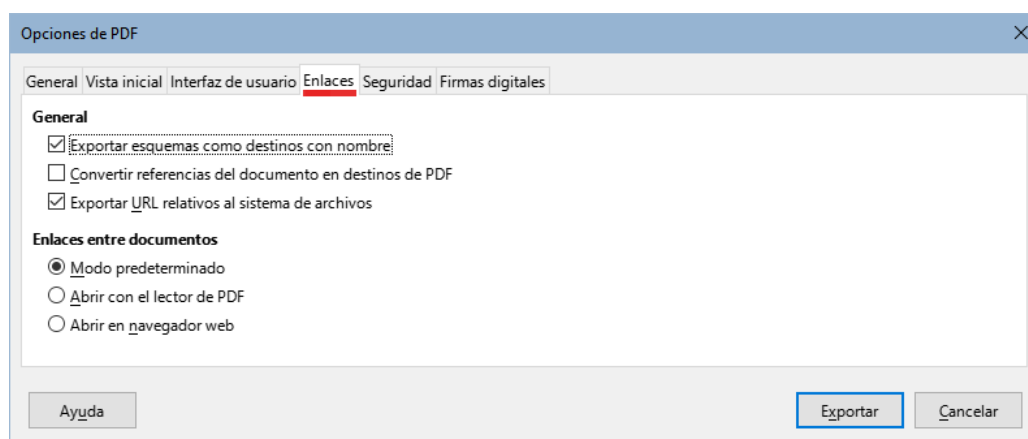 Opciones de PDF
General Vista inicial Interfaz de usuario Enlaces Seguridad Firmas digitales
General
Exportar esquemas como destinos con nombre
Convertir referencias del documento en destinos de PDF
Exportar URL relativos al sistema de archivos
Enlaces entre documentos
Modo predeterminado
Abrir con el lector de PDF
Abrir en navegador web
Ayuda Exportar Cancelar